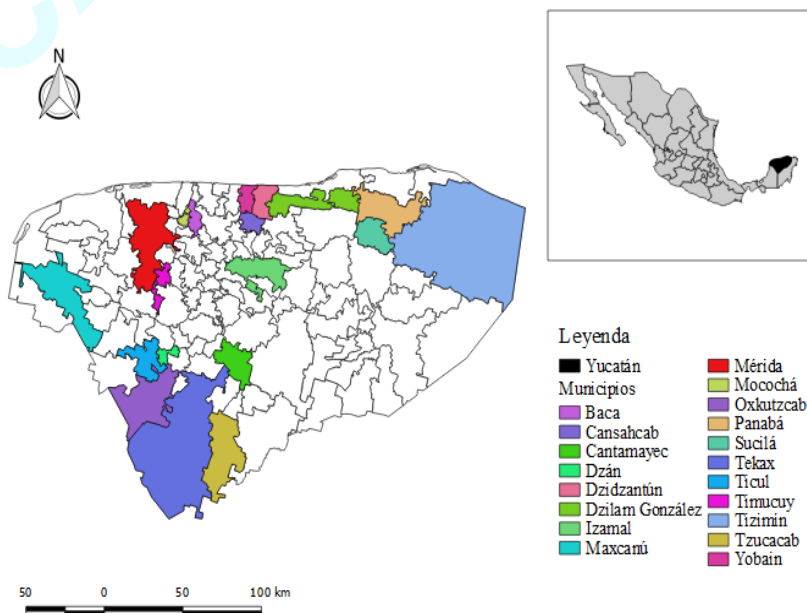 N
Leyenda
Yucatán
Municipios
Baca
Cansahcab
Cantamayec
Dzán
Dzidzantún
Dzilam González
Izamal
Maxcanú
Mérida
Mocochá
Oxkutzcab
Panabá
Sucilá
Tekax
Ticul
Timucuy
Tizimin
Tzucacab
Yobain
50 0 50 100 km